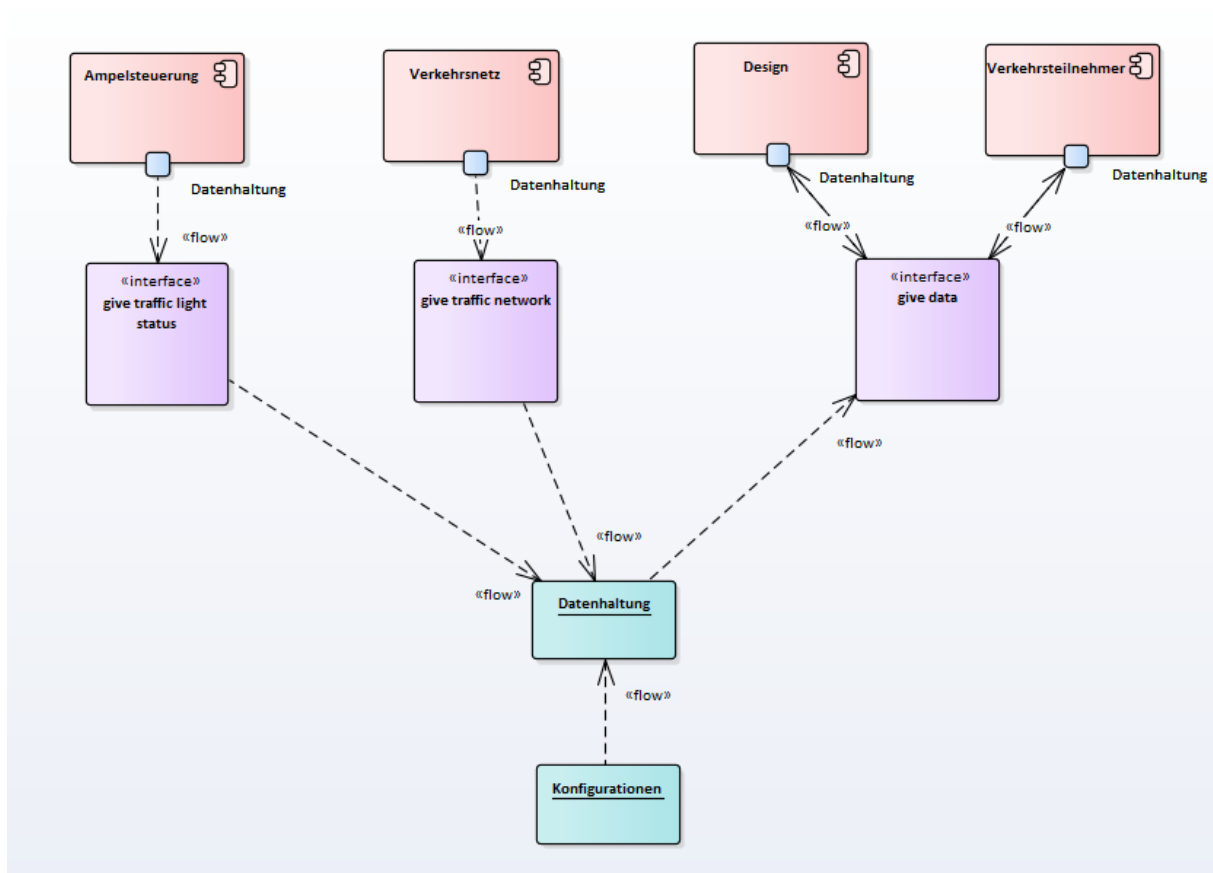 Ampelsteuerung
Verkehrsnetz
Design
Verkehrsteilnehmer
Datenhaltung
Datenhaltung
Datenhaltung
Datenhaltung
«flow»
«flow»
«flow»
«flow»
«interface»
give traffic light
status
«interface»
give traffic network
«interface»
give data
«flow»
«flow»
«flow»
Datenhaltung
«flow»
Konfigurationen